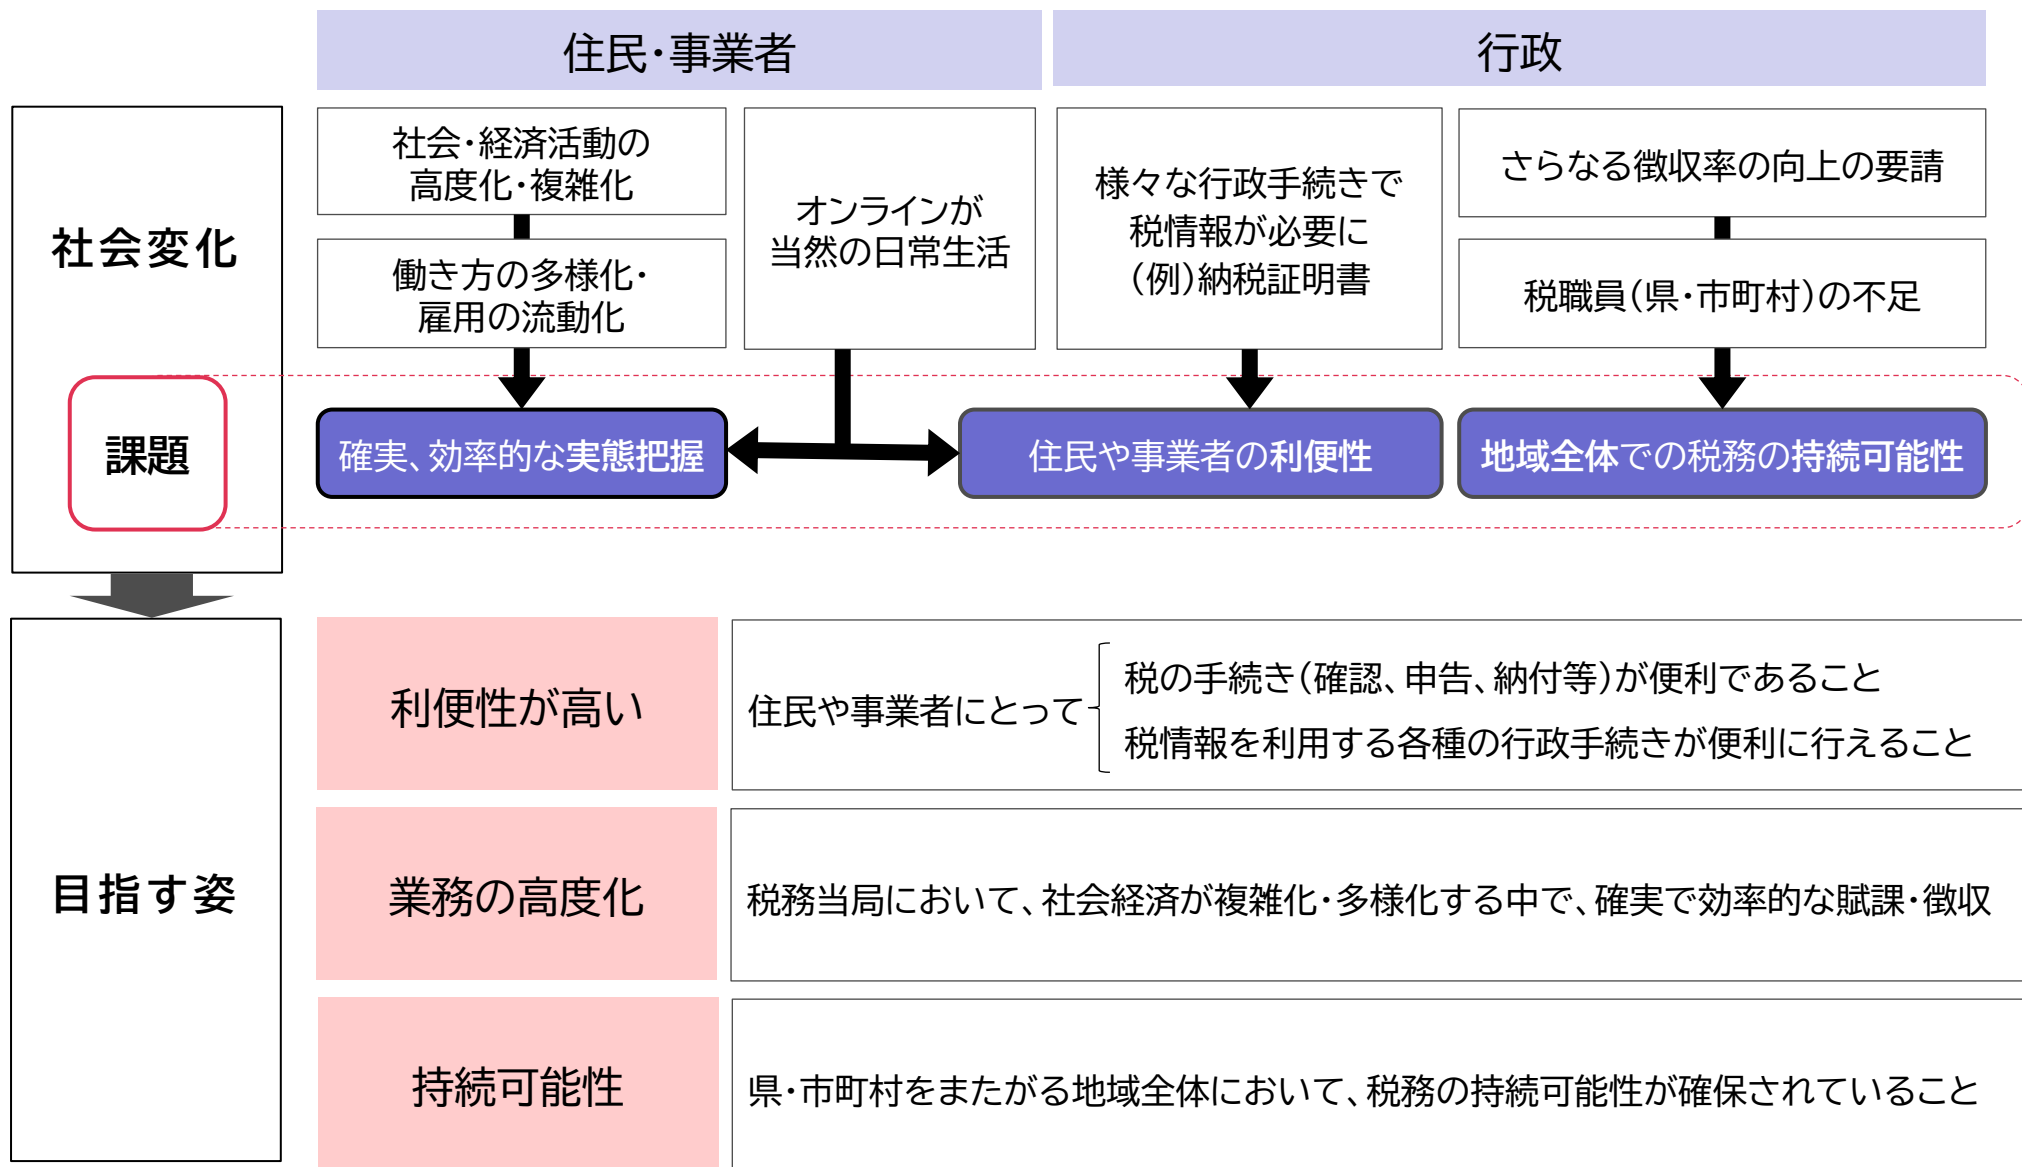 住民・事業者
行政
社会変化
社会・経済活動の
高度化・複雑化
働き方の多様化・
雇用の流動化
オンラインが
当然の日常生活
様々な行政手続きで
税情報が必要に
(例)納税証明書
さらなる徴収率の向上の要請
税職員(県・市町村)の不足
課題
確実、効率的な実態把握
住民や事業者の利便性
地域全体での税務の持続可能性
目指す姿
利便性が高い
住民や事業者にとって
税の手続き(確認、申告、納付等)が便利であること
税情報を利用する各種の行政手続きが便利に行えること
業務の高度化
税務当局において、社会経済が複雑化・多様化する中で、確実で効率的な賦課・徴収
持続可能性
県・市町村をまたがる地域全体において、税務の持続可能性が確保されていること